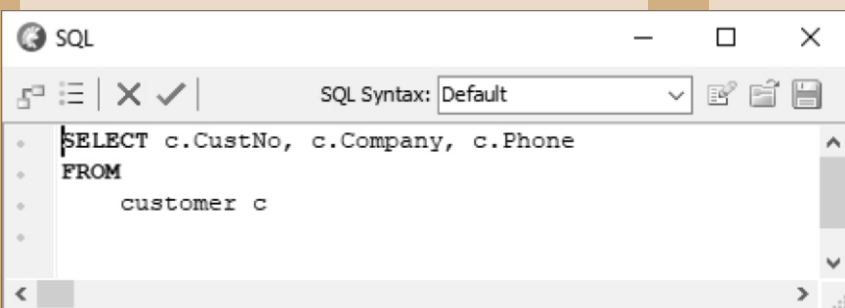 SQL
SQL Syntax: Default
SELECT c.CustNo, c.Company, c.Phone
FROM
customer c